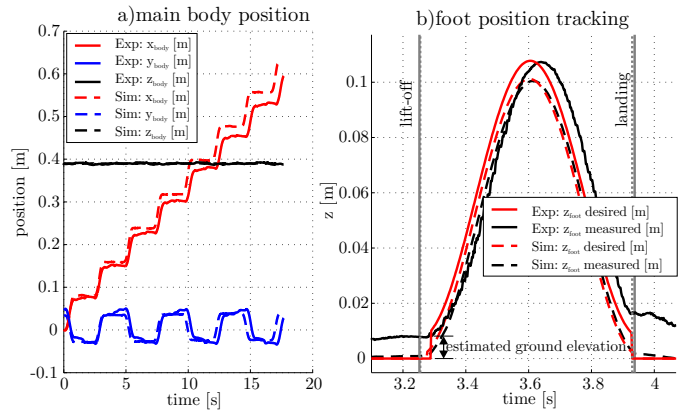 a)main body position
0.7
0.6
0.5
0.4
0.3
0.2
0.1
0
-0.1
position [m]
Exp: xbody [m]
Exp: ybody [m]
Exp: zbody [m]
Sim: xbody [m]
Sim: ybody [m]
Sim: zbody [m]
0
5
10
15
20
time [s]
b)foot position tracking
0.1
0.08
0.06
0.04
0.02
0
z [m]
lift-off
landing
Exp: zfoot desired [m]
Exp: zfoot measured [m]
Sim: zfoot desired [m]
Sim: zfoot measured [m]
estimated ground elevation
3.2
3.4
3.6
3.8
4
time [s]